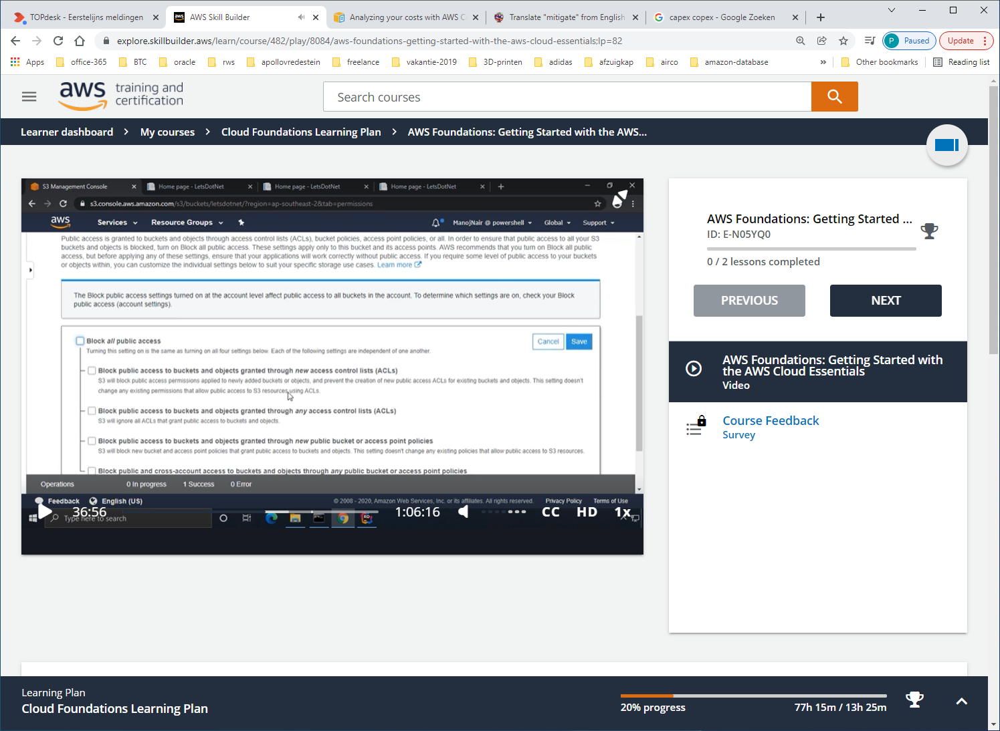 TOPdesk - Eerstelijns meldingen
AWS Skill Builder
Analyzing your costs with AWS C
Translate "mitigate" from English
capex copex - Google Zoeken
explore.skillbuilder.aws/learn/course/482/play/8084/aws-foundations-getting-started-with-the-aws-cloud-essentials;lp=82
P Paused
Update
Apps office-365 BTC oracle rws apollovredestein freelance vakantie-2019 3D-printen adidas afzuigkap airco amazon-database » Other bookmarks Reading list
aws training and certification
Search courses
Learner dashboard > My courses > Cloud Foundations Learning Plan > AWS Foundations: Getting Started with the AWS...
S3 Management Console
Home page - LetsDotNet
Home page - LetsDotNet
Home page - LetsDotNet
s3.console.aws.amazon.com/s3/buckets/letsdotnet/?region=ap-southeast-2&tab=permissions
aws Services Resource Groups ManojNair @ powershell Global Support
Public access is granted to buckets and objects through access control lists (ACLs), bucket policies, access point policies, or all. In order to ensure that public access to all your S3
buckets and objects is blocked, turn on Block all public access. These settings apply only to this bucket and its access points. AWS recommends that you turn on Block all public
access, but before applying any of these settings, ensure that your applications will work correctly without public access. If you require some level of public access to your buckets
or objects within, you can customize the individual settings below to suit your specific storage use cases. Learn more
The Block public access settings turned on at the account level affect public access to all buckets in the account. To determine which settings are on, check your Block
public access (account settings).
Block all public access
Cancel
Save
Turning this setting on is the same as turning on all four settings below. Each of the following settings are independent of one another.
Block public access to buckets and objects granted through new access control lists (ACLs)
S3 will block public access permissions applied to newly added buckets or objects, and prevent the creation of new public access ACLs for existing buckets and objects. This setting doesn't
change any existing permissions that allow public access to S3 resources using ACLs.
Block public access to buckets and objects granted through any access control lists (ACLs)
S3 will ignore all ACLs that grant public access to buckets and objects.
Block public access to buckets and objects granted through new public bucket or access point policies
S3 will block new bucket and access point policies that grant public access to buckets and objects. This setting doesn't change any existing policies that allow public access to S3 resources.
Block public and cross-account access to buckets and objects through any public bucket or access point policies
Operations 0 In progress 1 Success 0 Error
Feedback English (US) © 2008 - 2020, Amazon Web Services, Inc. or its affiliates. All rights reserved. Privacy Policy Terms of Use
36:56
1:06:16
CC HD 1x
Type here to search
AWS Foundations: Getting Started ...
ID: E-N05YQ0
0 / 2 lessons completed
PREVIOUS
NEXT
AWS Foundations: Getting Started with
the AWS Cloud Essentials
Video
Course Feedback
Survey
Learning Plan
Cloud Foundations Learning Plan
20% progress
77h 15m / 13h 25m